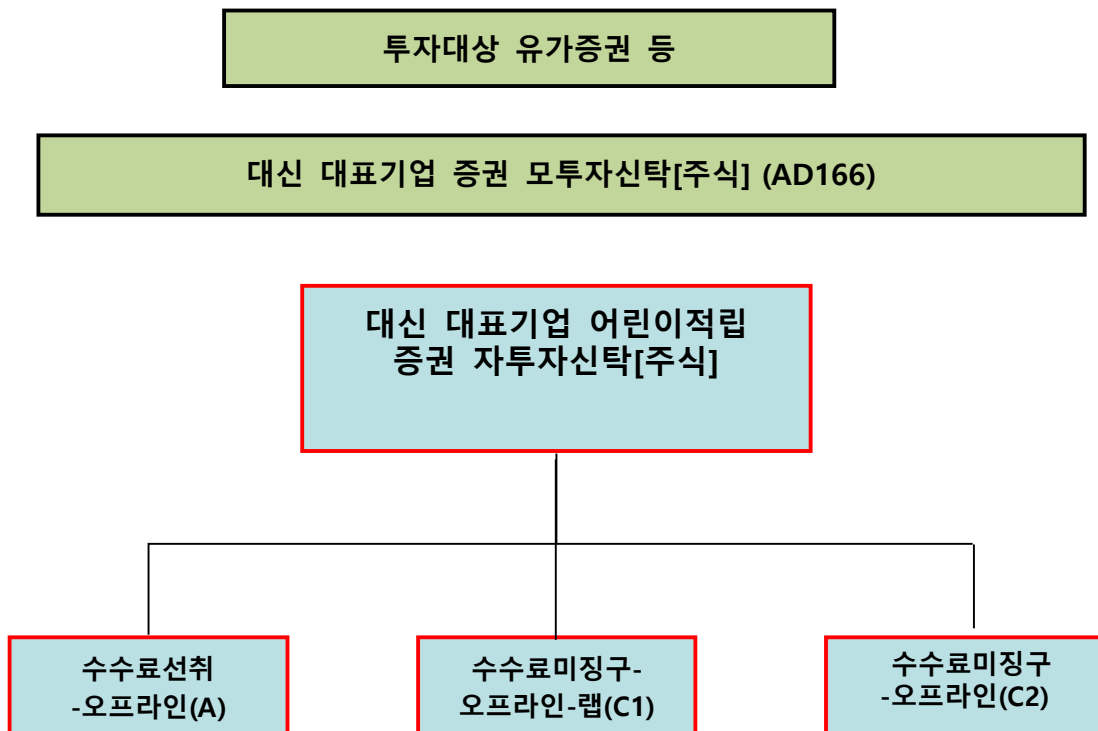 투자대상 유가증권 등
대신 대표기업 증권 모투자신탁[주식] (AD166)
대신 대표기업 어린이적립
증권 자투자신탁[주식]
수수료선취
-오프라인(A)
수수료미징구-
오프라인-랩(C1)
수수료미징구
-오프라인(C2)